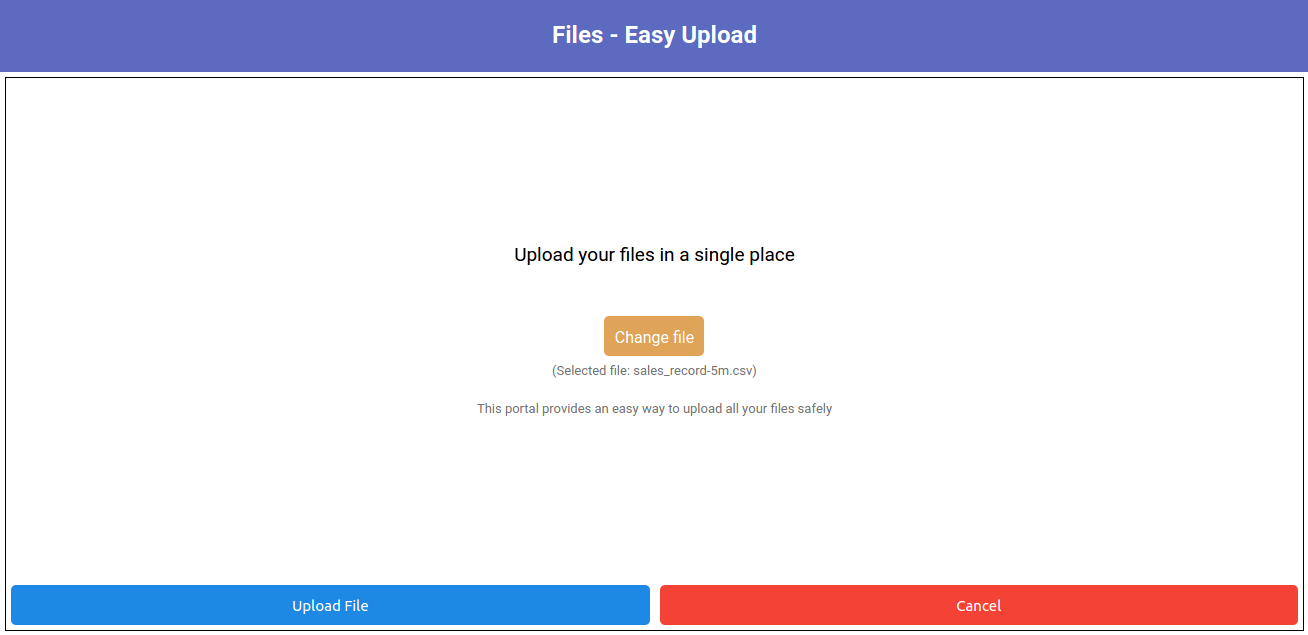 Files - Easy Upload
Upload your files in a single place
Change file
(Selected file: sales_record-5m.csv)
This portal provides an easy way to upload all your files safely
Upload File
Cancel